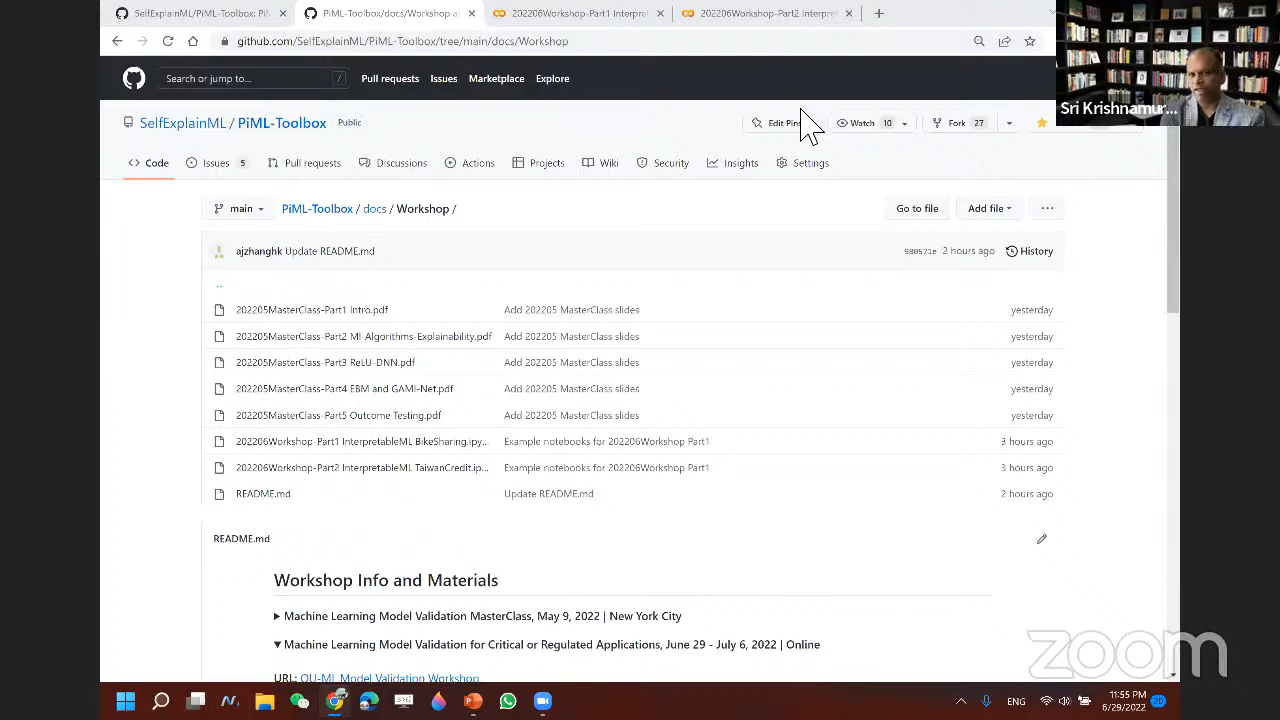 SelfExplainML/PiML-Toolbox Pi
PiML-Toolbox/docs/Workshop a
202206Workshop-Part1 Interpret
202206Workshop-Part2 Interpret
github.com/SelfExplainML/PiML-Toolbox/tree/main/docs/Workshop
Search or jump to...
/
Pull requests
Issues
Marketplace
Explore
Sri Krishnamur...
SelfExplainML / PiML-Toolbox
Public
Edit Pins
Watch 10
Fork 27
Code
Issues 5
Pull requests
Discussions
Actions
Projects
Wiki
Security
Insights
Settings
main
PiML-Toolbox / docs / Workshop /
Go to file
Add file
...
ajzhanghk Update README.md
980571e 2 hours ago
History
..
202205MasterClass-Part1 Intro.pdf Add 202205 MasterClass slides yesterday
202205MasterClass-Part2 Ml-Algorithms-Explainability.pdf Add 202205 MasterClass slides yesterday
202205MasterClass-Part3 ReLU-DNN.pdf Add 202205 MasterClass slides yesterday
202205MasterClass-Part4 EBM and GAMI-Net.pdf Add 202205 MasterClass slides yesterday
202205MasterClass-Part5 Outcome Testing.pdf Add 202205 MasterClass slides yesterday
202206Workshop-Part1 InterpretableML BikeSharing.ipy... Example notebooks for 202206Workshop Part1 3 hours ago
202206Workshop-Part2 InterpretableML TaiwanCredit.ip... Example notebooks for 202206Workshop Part1 3 hours ago
README.md Update README.md 2 hours ago
README.md
Workshop Info and Materials
Machine Learning Model Validation MasterClass, May 9, 2022 | New York City
Machine Learning Model Validation for Critical or Regulated Applications, June 29 - July 6, 2022 | Online
URL: QU-ML Model Validation Workshop
zoom
ENG
11:55 PM
6/29/2022
20